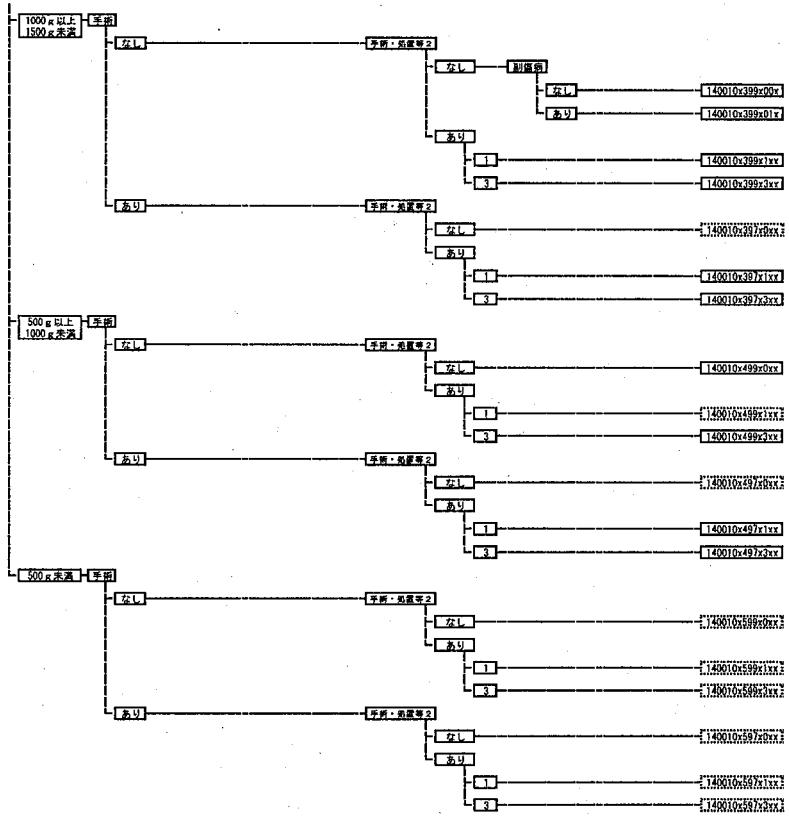 1000g以上
1500g未満
手術
なし
手術・処置等2
なし
副傷病
なし
140010x399x00x
あり
140010x399x01x
あり
1
140010x399x1xx
3
140010x399x3xx
あり
手術・処置等2
なし
140010x397x0xx
あり
1
140010x397x1xx
3
140010x397x3xx
500g以上
1000g未満
手術
なし
手術・処置等2
なし
140010x499x0xx
あり
1
140010x499x1xx
3
140010x499x3xx
あり
手術・処置等2
なし
140010x497x0xx
あり
1
140010x497x1xx
3
140010x497x3xx
500g未満
手術
なし
手術・処置等2
なし
140010x599x0xx
あり
1
140010x599x1xx
3
140010x599x3xx
あり
手術・処置等2
なし
140010x597x0xx
あり
1
140010x597x1xx
3
140010x597x3xx